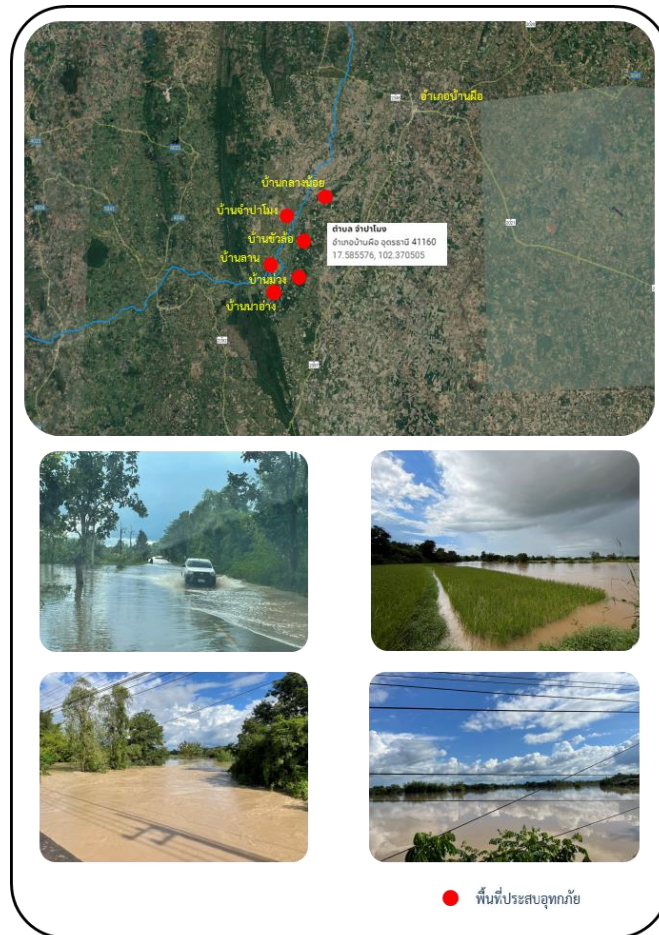 อำเภอบ้านผือ
บ้านกลางน้อย
บ้านจำปาโมง
ตำบล จำปาโมง
บ้านขัวล้อ
อำเภอบ้านผือ อุดรธานี 41160
17.585576, 102.370505
บ้านลาน
บ้านม่วง
บ้านนาอ่าง
พื้นที่ประสบอุทกภัย